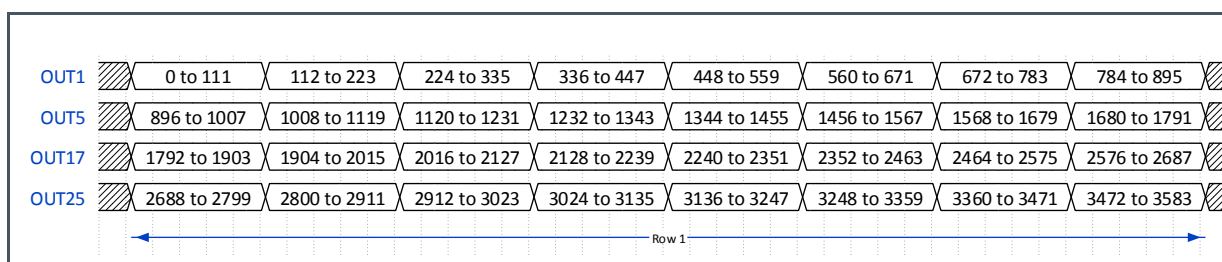 OUT1 0 to 111 112 to 223 224 to 335 336 to 447 448 to 559 560 to 671 672 to 783 784 to 895
OUT5 896 to 1007 1008 to 1119 1120 to 1231 1232 to 1343 1344 to 1455 1456 to 1567 1568 to 1679 1680 to 1791
OUT17 1792 to 1903 1904 to 2015 2016 to 2127 2128 to 2239 2240 to 2351 2352 to 2463 2464 to 2575 2576 to 2687
OUT25 2688 to 2799 2800 to 2911 2912 to 3023 3024 to 3135 3136 to 3247 3248 to 3359 3360 to 3471 3472 to 3583
Row 1